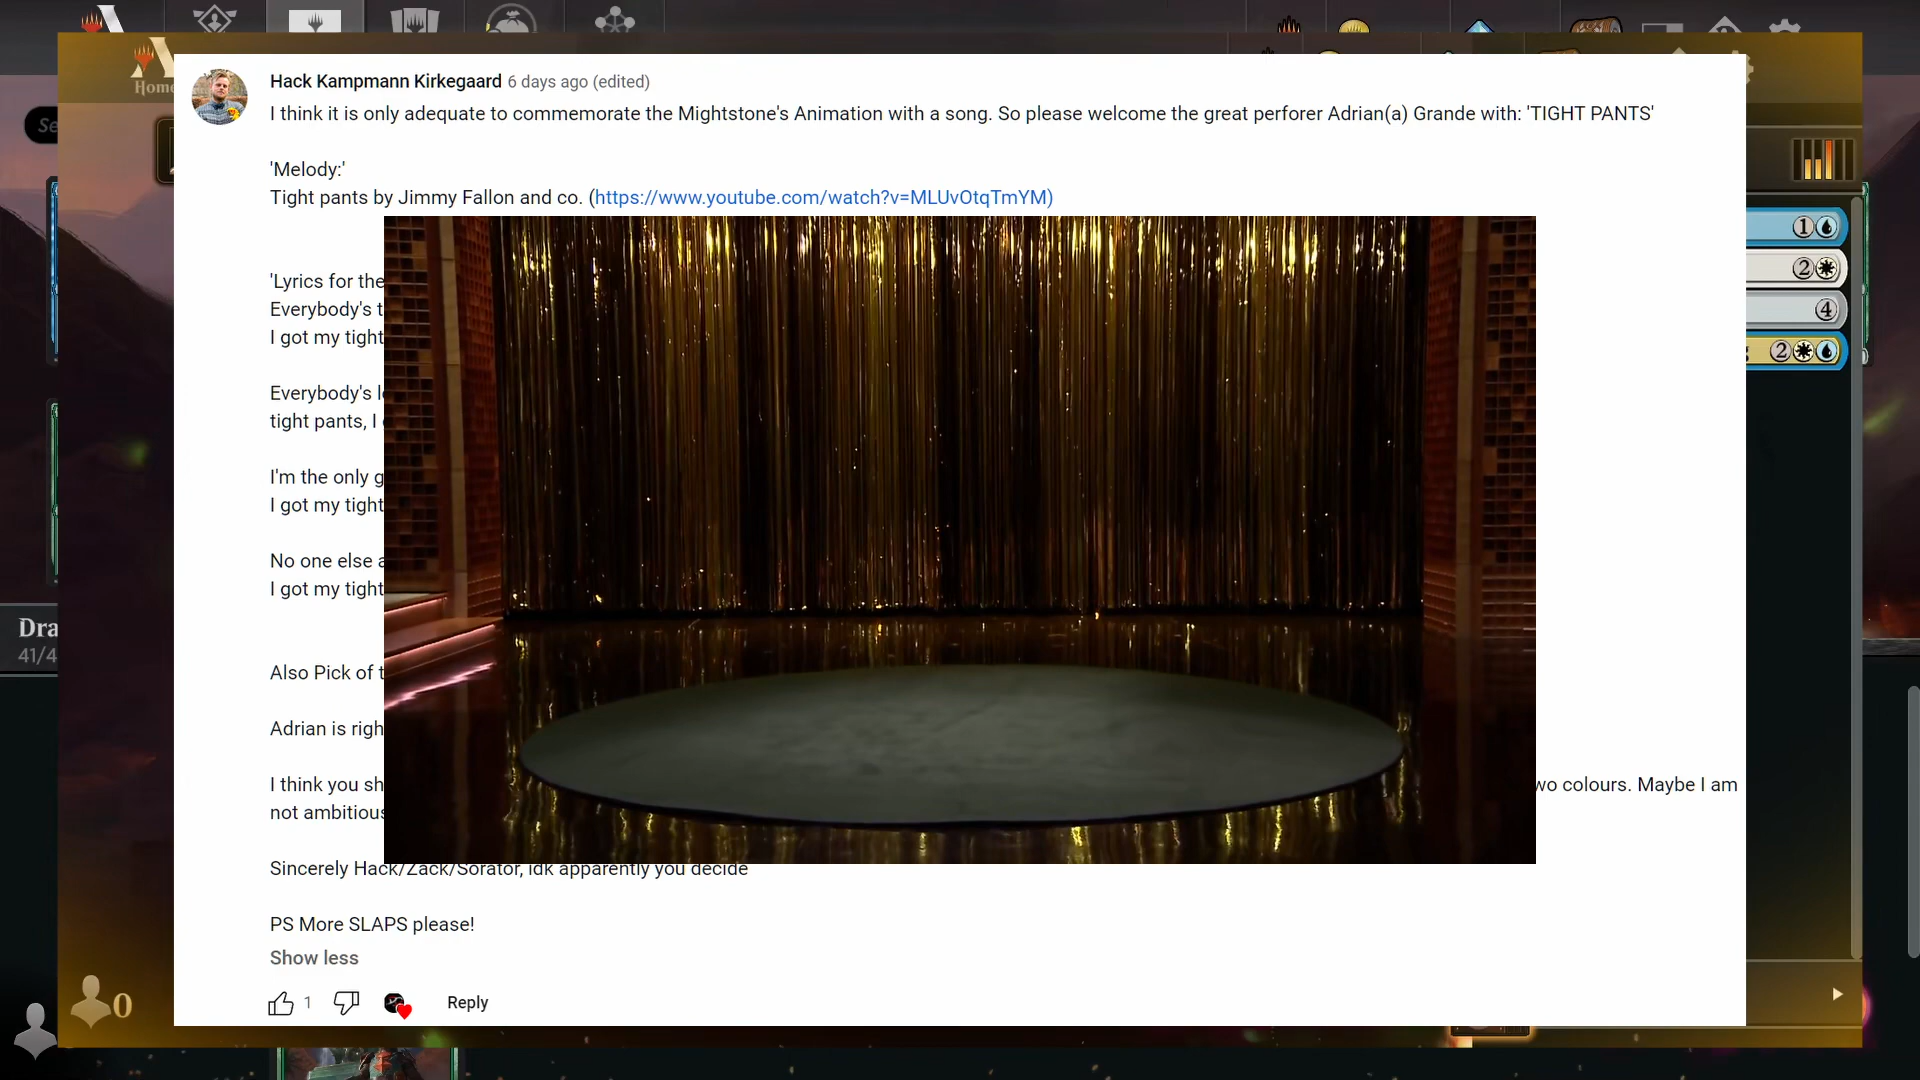 Hack Kampmann Kirkegaard 6 days ago (edited)
I think it is only adequate to commemorate the Mightstone's Animation with a song. So please welcome the great perforer Adrian(a) Grande with: 'TIGHT PANTS'
'Melody:'
Tight pants by Jimmy Fallon and co. (https://www.youtube.com/watch?v=MLUvOtqTmYM)
'Lyrics for the
Everybody's
I got my tight
Everybody's
tight pants, I
I'm the only
I got my tight
No one else
I got my tight
Also Pick of
Adrian is
I think you
colours. Maybe I am
not
Sincerely Hack/Zack/Sorator, idk apparently you decide
PS More SLAPS please!
Show less
1
Reply
Home
1
2
4
2
41/4
0